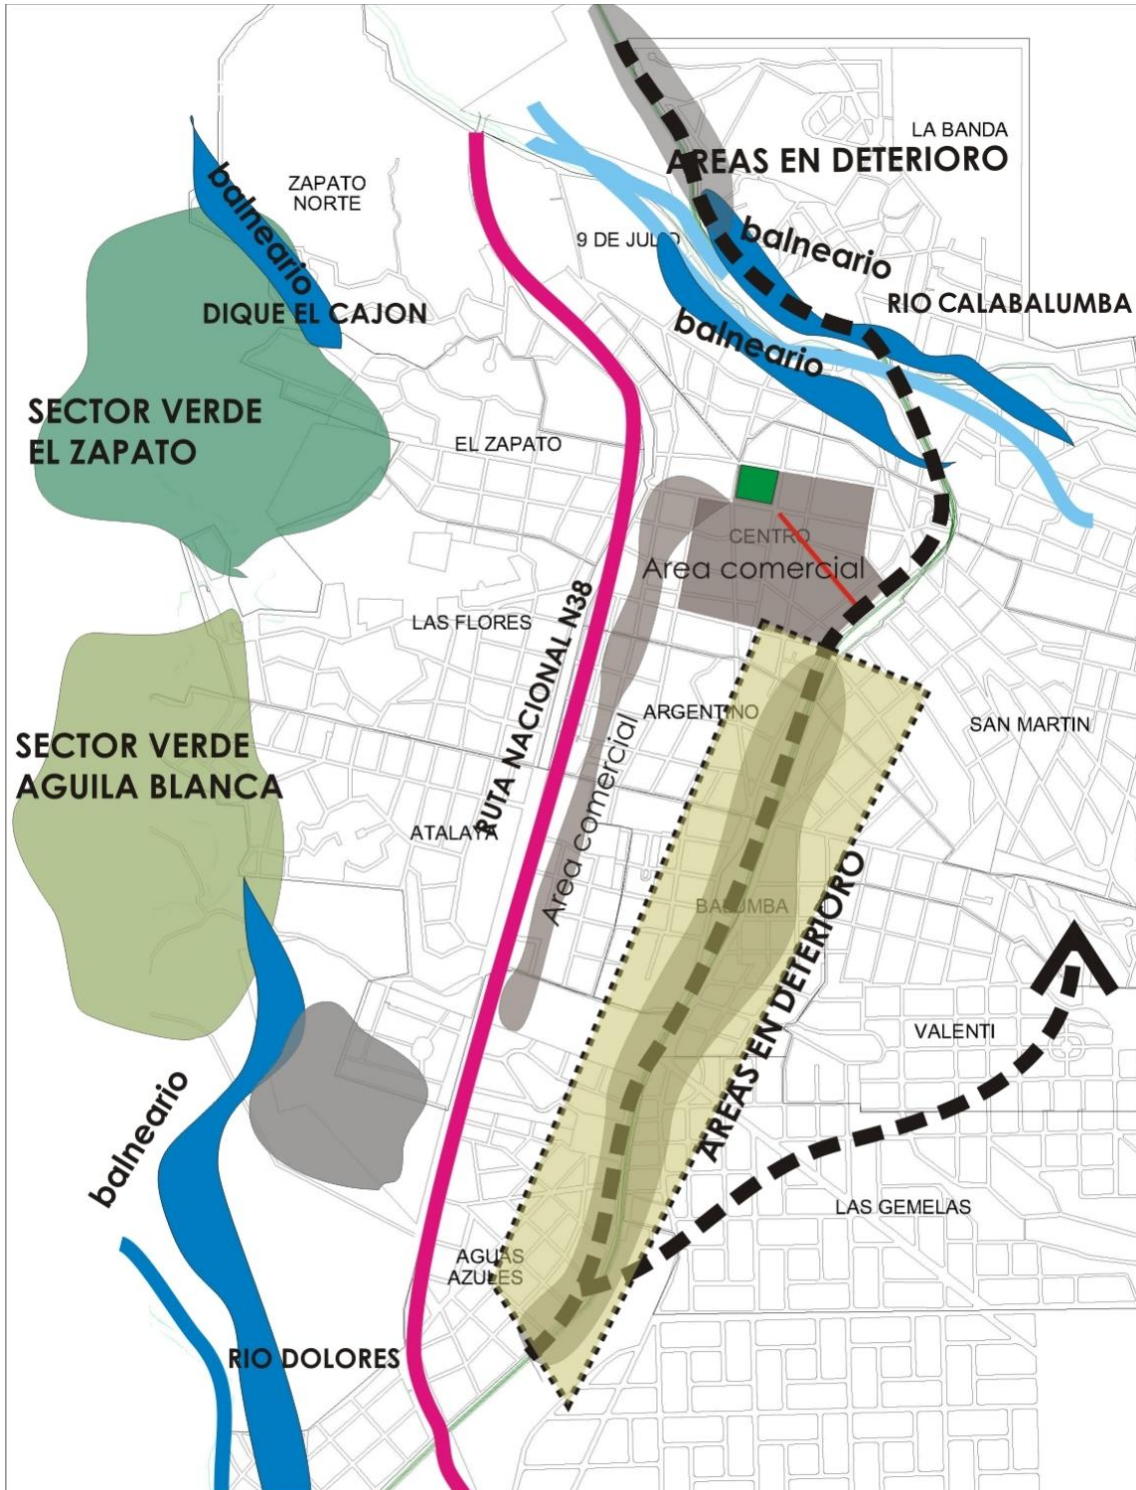 LA BANDA
AREAS EN DETERIORO
balneario
ZAPATO
NORTE
9 DE JULIO
balneario
RIO CALABALUMBA
DIQUE EL CAJON
balneario
SECTOR VERDE
EL ZAPATO
EL ZAPATO
CENTRO
Area comercial
LAS FLORES
RUTA NACIONAL N38
ARGENTINO
SAN MARTIN
SECTOR VERDE
AGUILA BLANCA
Area comercial
ATALAYA
BALUMBA
AREAS EN DETERIORO
VALENTI
balneario
LAS GEMELAS
AGUAS
AZULES
RIO DOLORES